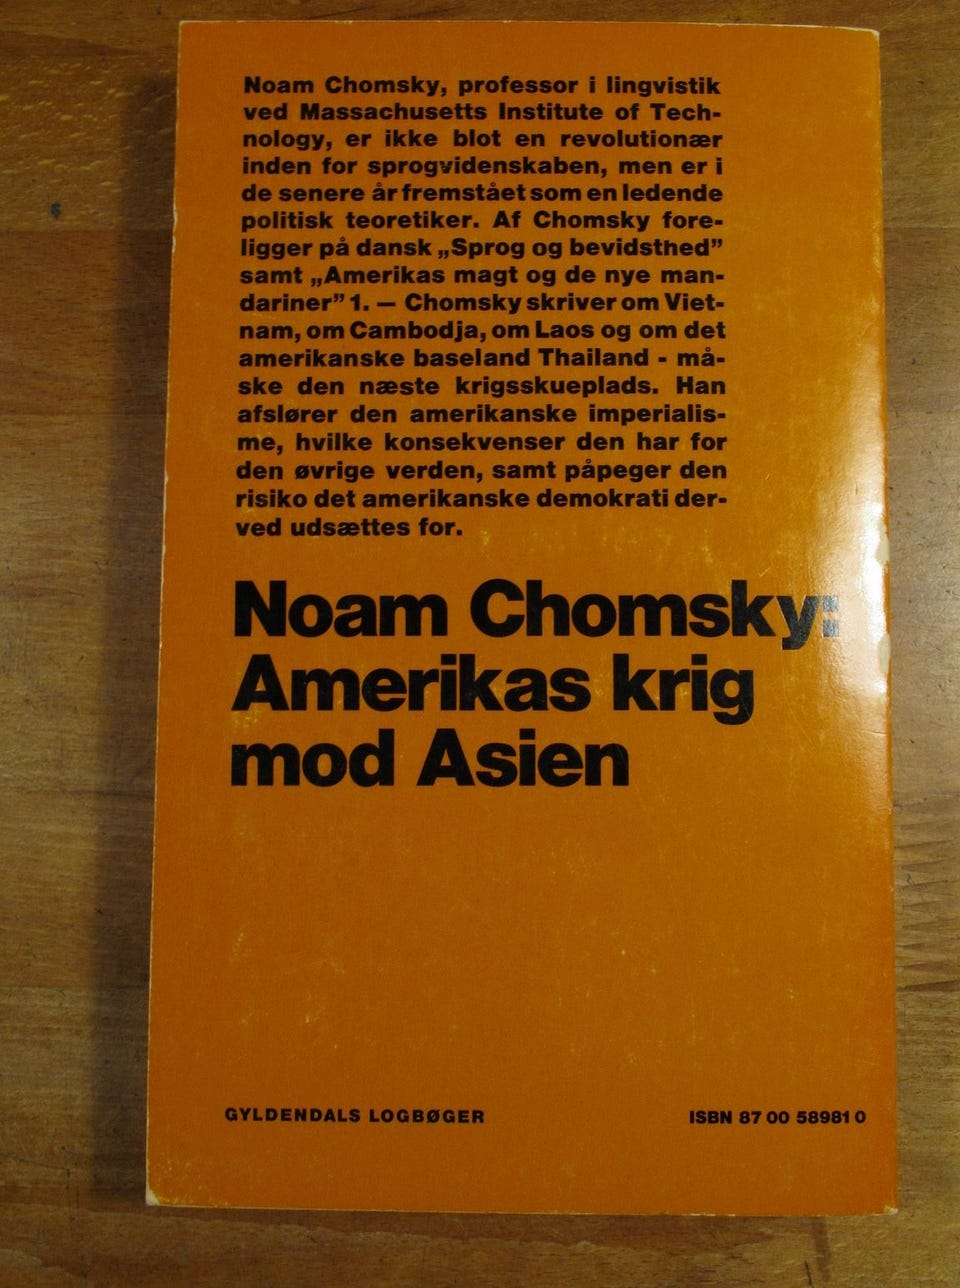 Noam Chomsky, professor i lingvistik
ved Massachusetts Institute of Tech-
nology, er ikke blot en revolutionær
inden for sprogvidenskaben, men er i
de senere år fremstået som en ledende
politisk teoretiker. Af Chomsky fore-
ligger på dansk „Sprog og bevidsthed”
samt „Amerikas magt og de nye man-
dariner” 1. — Chomsky skriver om Viet-
nam, om Cambodja, om Laos og om det
amerikanske baseland Thailand - må-
ske den næste krigsskueplads. Han
afslører den amerikanske imperialis-
me, hvilke konsekvenser den har for
den øvrige verden, samt påpeger den
risiko det amerikanske demokrati der-
ved udsættes for.
Noam Chomsky:
Amerikas krig
mod Asien
GYLDENDALS LOGBØGER
ISBN 87 00 58981 0